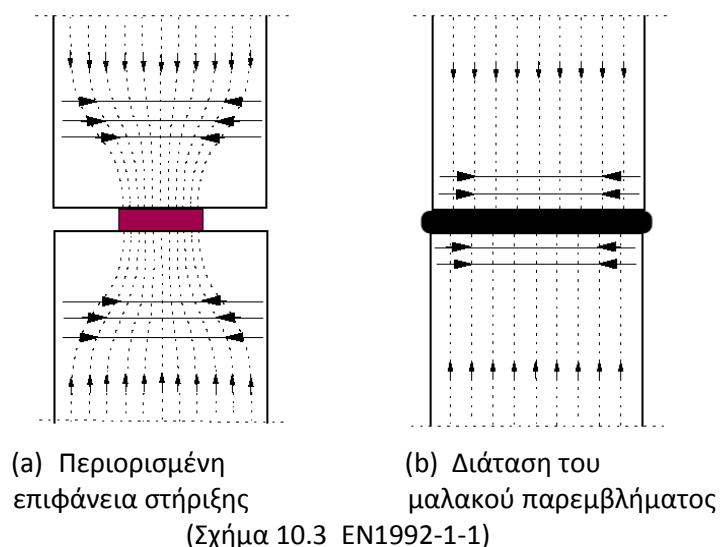 (a) Περιορισμένη
επιφάνεια στήριξης
(b) Διάταση του
μαλακού παρεμβλήματος
(Σχήμα 10.3 EN1992-1-1)